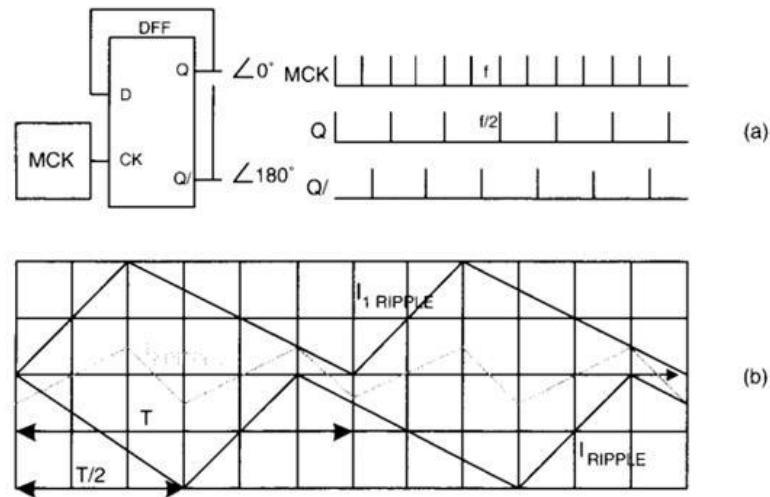 DFF
Q
∠0°
D
MCK
CK
Q/
∠180°
MCK
f
Q
f/2
Q/
(a)
I1 RIPPLE
T
T/2
IRIPPLE
(b)